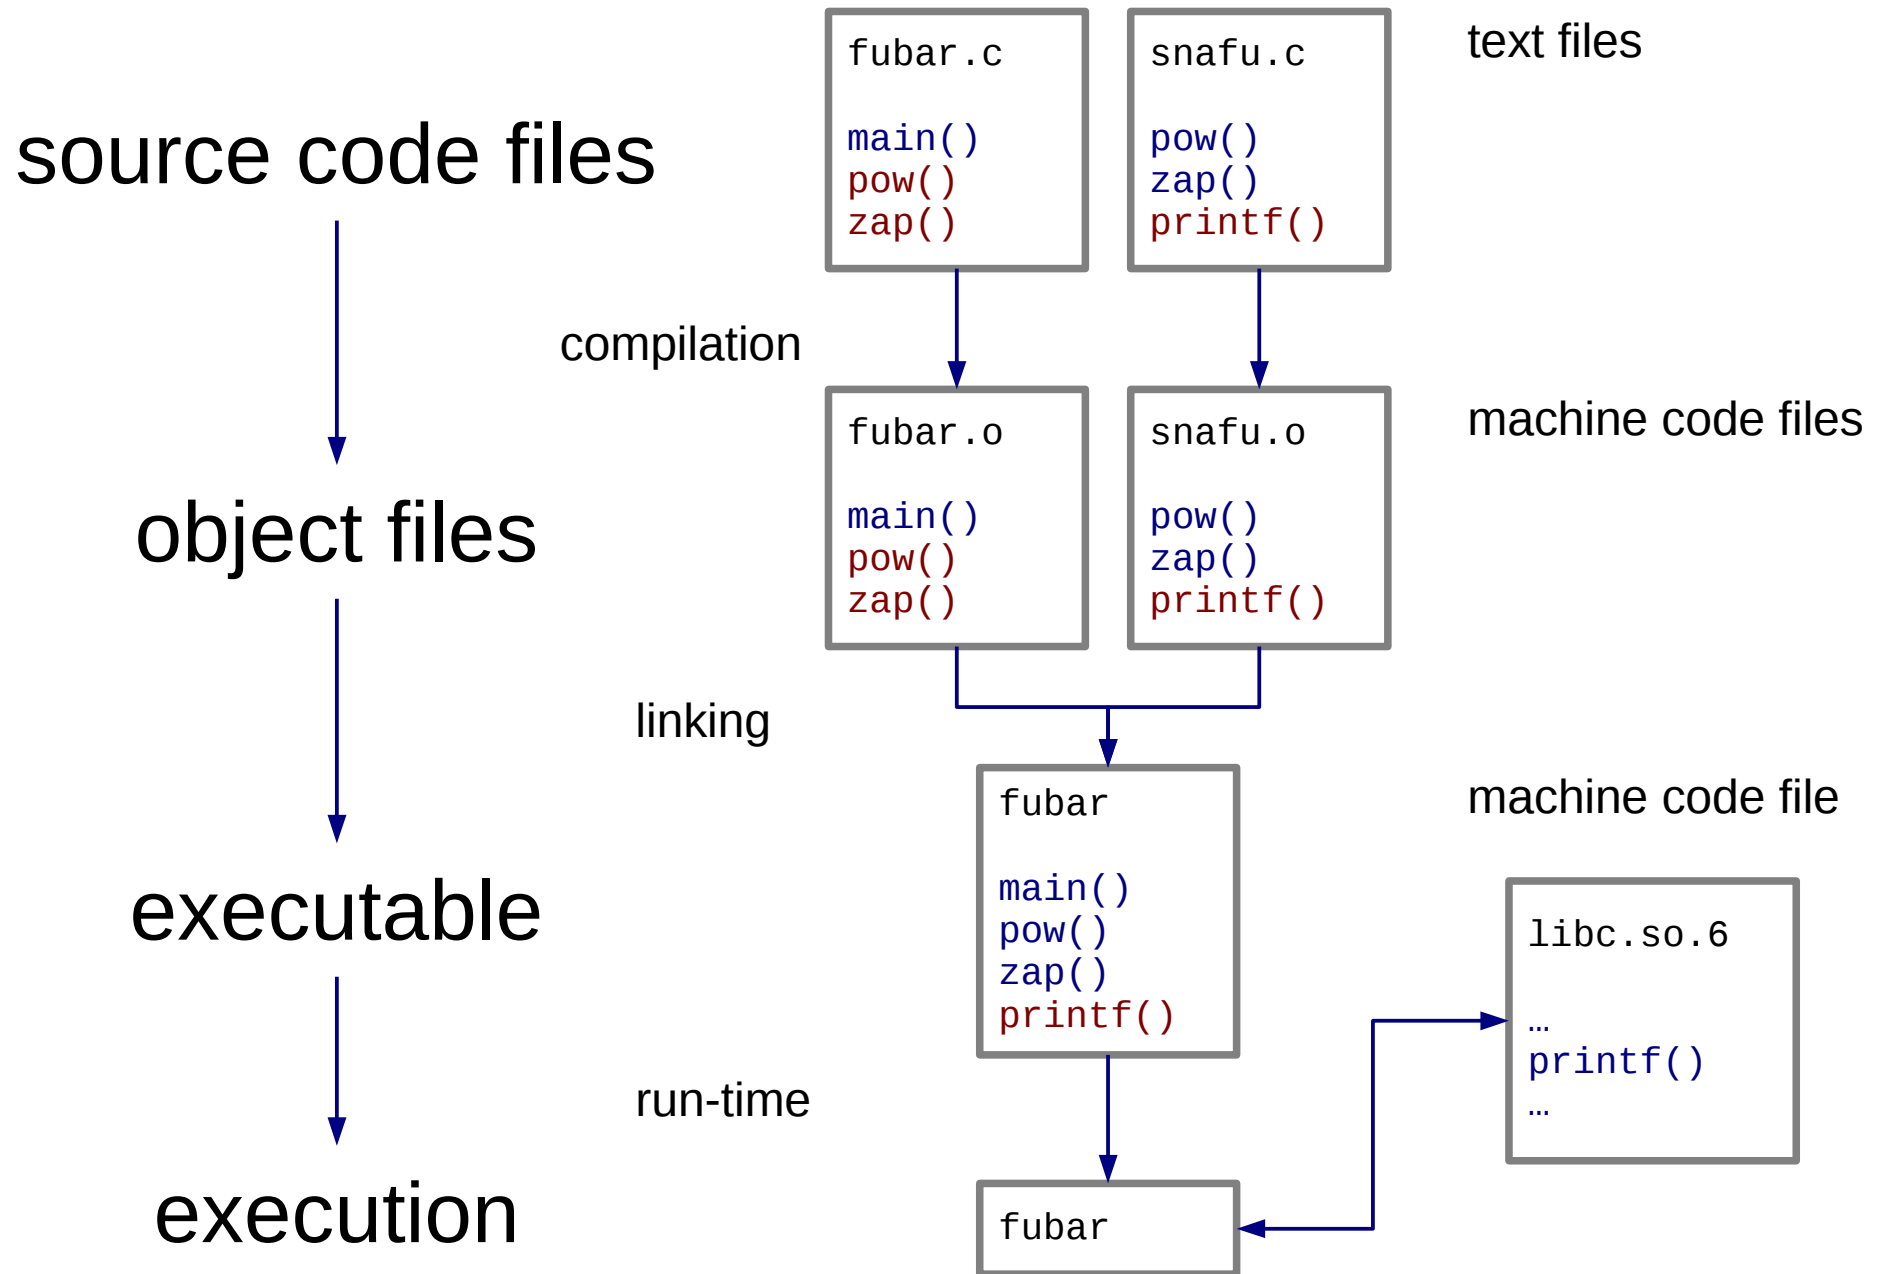 source code files
object files
executable
execution
compilation
linking
run-time
fubar.c
main()
pow()
zap()
snafu.c
pow()
zap()
printf()
text files
fubar.o
main()
pow()
zap()
snafu.o
pow()
zap()
printf()
machine code files
fubar
main()
pow()
zap()
printf()
machine code file
libc.so.6
…
printf()
…
fubar